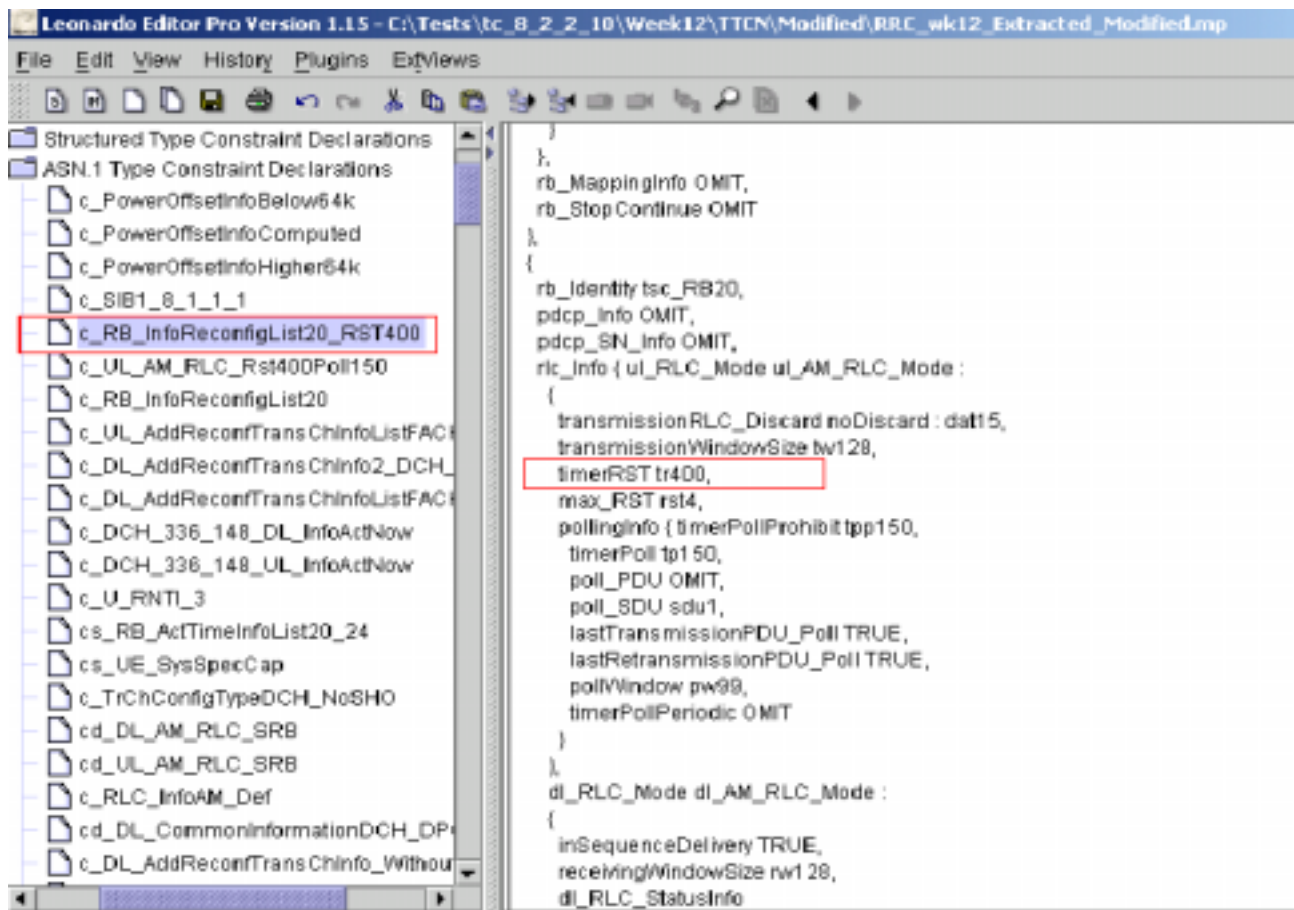 Leonardo Editor Pro Version 1.15 - C:\Tests\tc_8_2_2_10\Week12\TTCN\Modified\RRC_wk12_Extracted_Modified.mp
File Edit View History Plugins ExtViews
Structured Type Constraint Declarations
ASN.1 Type Constraint Declarations
c_PowerOffsetInfoBelow64k
c_PowerOffsetInfoComputed
c_PowerOffsetInfoHigher64k
c_SIB1_8_1_1_1
c_RB_InfoReconfigList20_RST400
c_UL_AM_RLC_Rst400Poll150
c_RB_InfoReconfigList20
c_UL_AddReconfTransChInfoListFACH
c_DL_AddReconfTransChInfo2_DCH_
c_DL_AddReconfTransChInfoListFACH
c_DCH_336_148_DL_InfoActNow
c_DCH_336_148_UL_InfoActNow
c_U_RNTI_3
cs_RB_ActTimeInfoList20_24
cs_UE_SysSpecCap
c_TrChConfigTypeDCH_NoSHO
cd_DL_AM_RLC_SRB
cd_UL_AM_RLC_SRB
c_RLC_InfoAM_Def
cd_DL_CommonInformationDCH_DP
c_DL_AddReconfTransChInfo_Withou
}
},
rb_MappingInfo OMIT,
rb_StopContinue OMIT
},
{
rb_Identity tsc_RB20,
pdcp_Info OMIT,
pdcp_SN_Info OMIT,
rlc_Info { ul_RLC_Mode ul_AM_RLC_Mode :
{
transmissionRLC_Discard noDiscard : dat15,
transmissionWindowSize tw128,
timerRST tr400,
max_RST rst4,
pollingInfo { timerPollProhibit tpp150,
timerPoll tp150,
poll_PDU OMIT,
poll_SDU sdu1,
lastTransmissionPDU_Poll TRUE,
lastRetransmissionPDU_Poll TRUE,
pollWindow pw99,
timerPollPeriodic OMIT
}
},
dl_RLC_Mode dl_AM_RLC_Mode :
{
inSequenceDelivery TRUE,
receivingWindowSize rw128,
dl_RLC_StatusInfo